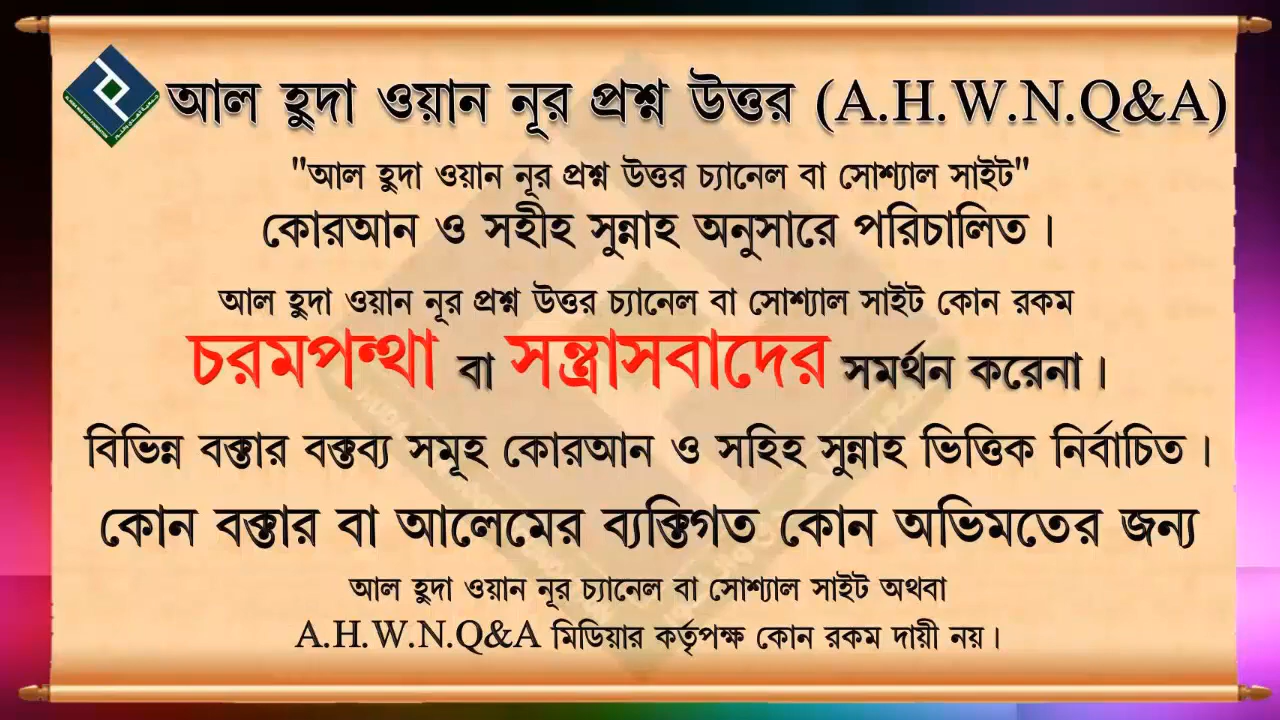 আল হুদা ওয়ান নূর প্রশ্ন উত্তর (A.H.W.N.Q&A)
"আল হুদা ওয়ান নূর প্রশ্ন উত্তর চ্যানেল বা সোশ্যাল সাইট"
কোরআন ও সহীহ সুন্নাহ অনুসারে পরিচালিত।
আল হুদা ওয়ান নূর প্রশ্ন উত্তর চ্যানেল বা সোশ্যাল সাইট কোন রকম
চরমপন্থা বা সন্ত্রাসবাদের সমর্থন করেনা।
বিভিন্ন বক্তার বক্তব্য সমূহ কোরআন ও সহিহ সুন্নাহ ভিত্তিক নির্বাচিত।
কোন বক্তার বা আলেমের ব্যক্তিগত কোন অভিমতের জন্য
আল হুদা ওয়ান নূর চ্যানেল বা সোশ্যাল সাইট অথবা
A.H.W.N.Q&A মিডিয়ার কর্তৃপক্ষ কোন রকম দায়ী নয়।